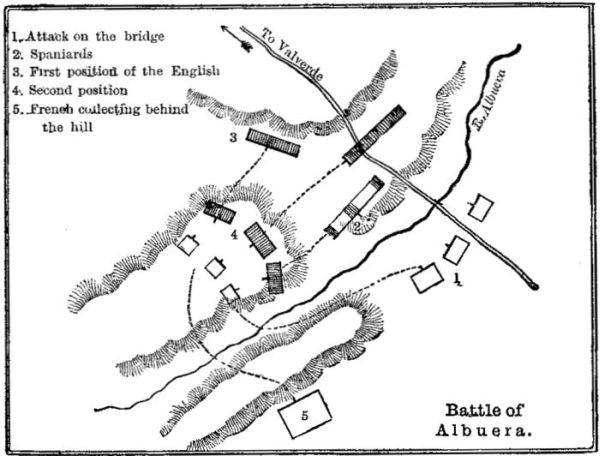 1. Attack on the bridge
2. Spaniards
3. First position of the English
4. Second position
5. French collecting behind
the hill
To Valverde
R. Albuera
3
2
4
1
5
Battle of
Albuera.